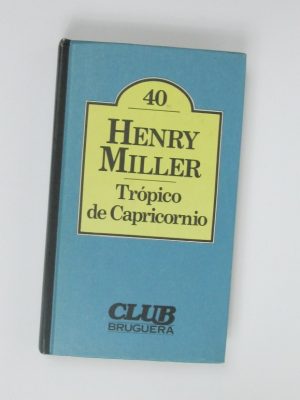 40
HENRY
MILLER
Trópico
de Capricornio
CLUB
BRUGUERA